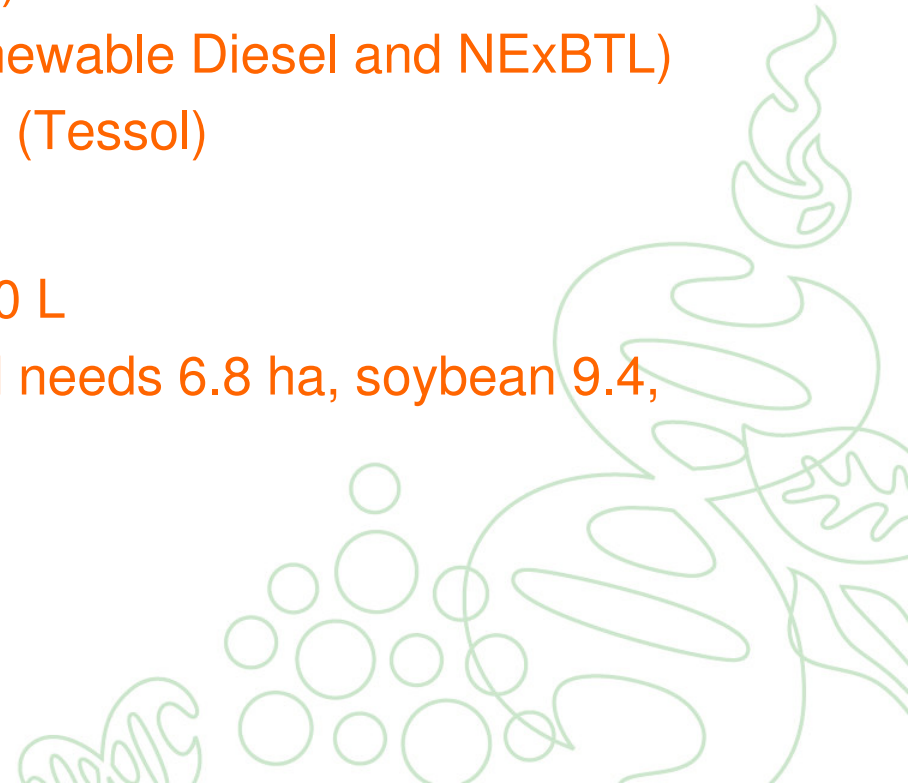 newable Diesel and NExBTL)
(Tessol)
0 L
needs 6.8 ha, soybean 9.4,